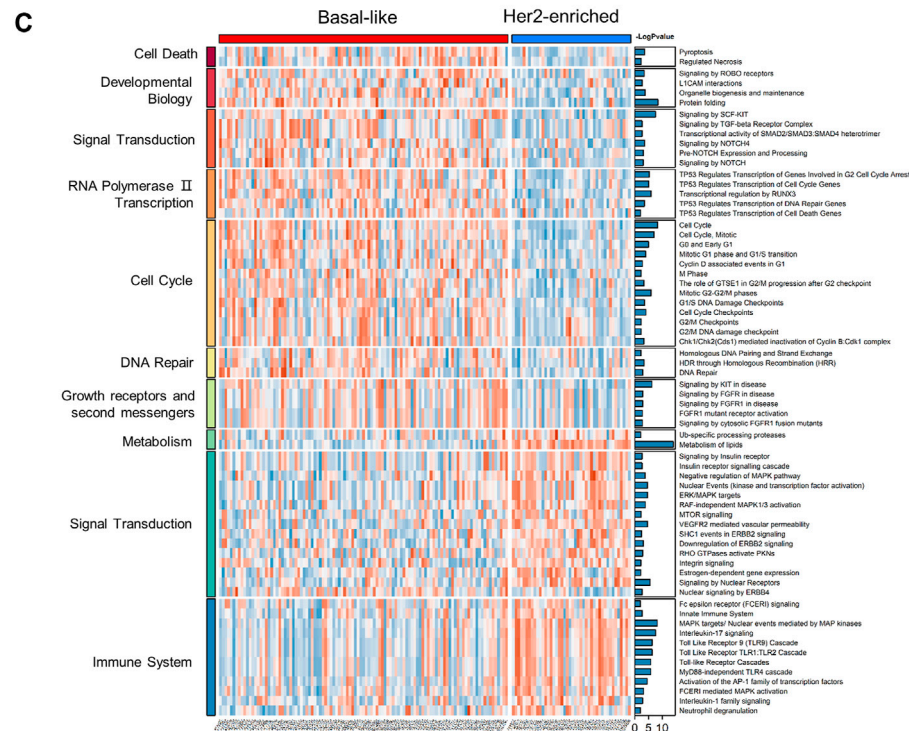 C
Basal-like
Her2-enriched
-LogPvalue
Cell Death
Pyroptosis
Regulated Necrosis
Developmental
Biology
Signaling by ROBO receptors
L1CAM interactions
Organelle biogenesis and maintenance
Protein folding
Signal Transduction
Signaling by SCF-KIT
Signaling by TGF-beta Receptor Complex
Transcriptional activity of SMAD2/SMAD3:SMAD4 heterotrimer
Signaling by NOTCH4
Pre-NOTCH Expression and Processing
Signaling by NOTCH
RNA Polymerase II
Transcription
TP53 Regulates Transcription of Genes Involved in G2 Cell Cycle Arrest
TP53 Regulates Transcription of Cell Cycle Genes
Transcriptional regulation by RUNX3
TP53 Regulates Transcription of DNA Repair Genes
TP53 Regulates Transcription of Cell Death Genes
Cell Cycle
Cell Cycle
Cell Cycle, Mitotic
G0 and Early G1
Mitotic G1 phase and G1/S transition
Cyclin D associated events in G1
M Phase
The role of GTSE1 in G2/M progression after G2 checkpoint
Mitotic G2-G2/M phases
G1/S DNA Damage Checkpoints
Cell Cycle Checkpoints
G2/M Checkpoints
G2/M DNA damage checkpoint
Chk1/Chk2(Cds1) mediated inactivation of Cyclin B:Cdk1 complex
DNA Repair
Homologous DNA Pairing and Strand Exchange
HDR through Homologous Recombination (HRR)
DNA Repair
Growth receptors and
second messengers
Signaling by KIT in disease
Signaling by FGFR in disease
Signaling by FGFR1 in disease
FGFR1 mutant receptor activation
Signaling by cytosolic FGFR1 fusion mutants
Metabolism
Ub-specific processing proteases
Metabolism of lipids
Signal Transduction
Signaling by Insulin receptor
Insulin receptor signalling cascade
Negative regulation of MAPK pathway
Nuclear Events (kinase and transcription factor activation)
ERK/MAPK targets
RAF-independent MAPK1/3 activation
MTOR signalling
VEGFR2 mediated vascular permeability
SHC1 events in ERBB2 signaling
Downregulation of ERBB2 signaling
RHO GTPases activate PKNs
Integrin signaling
Estrogen-dependent gene expression
Signaling by Nuclear Receptors
Nuclear signaling by ERBB4
Immune System
Fc epsilon receptor (FCERI) signaling
Innate Immune System
MAPK targets/ Nuclear events mediated by MAP kinases
Interleukin-17 signaling
Toll Like Receptor 9 (TLR9) Cascade
Toll Like Receptor TLR1:TLR2 Cascade
Toll-like Receptor Cascades
MyD88-independent TLR4 cascade
Activation of the AP-1 family of transcription factors
FCERI mediated MAPK activation
Interleukin-1 family signaling
Neutrophil degranulation
0 5 10